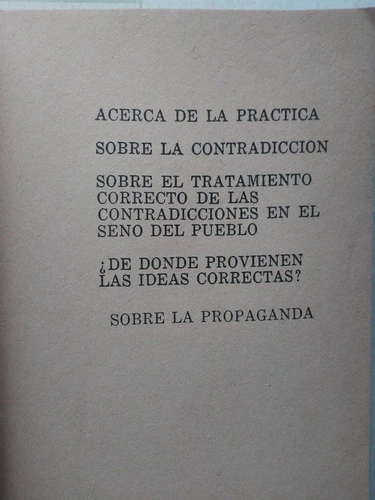 ACERCA DE LA PRACTICA
SOBRE LA CONTRADICCION
SOBRE EL TRATAMIENTO
CORRECTO DE LAS
CONTRADICCIONES EN EL
SENO DEL PUEBLO
¿DE DONDE PROVIENEN
LAS IDEAS CORRECTAS?
SOBRE LA PROPAGANDA